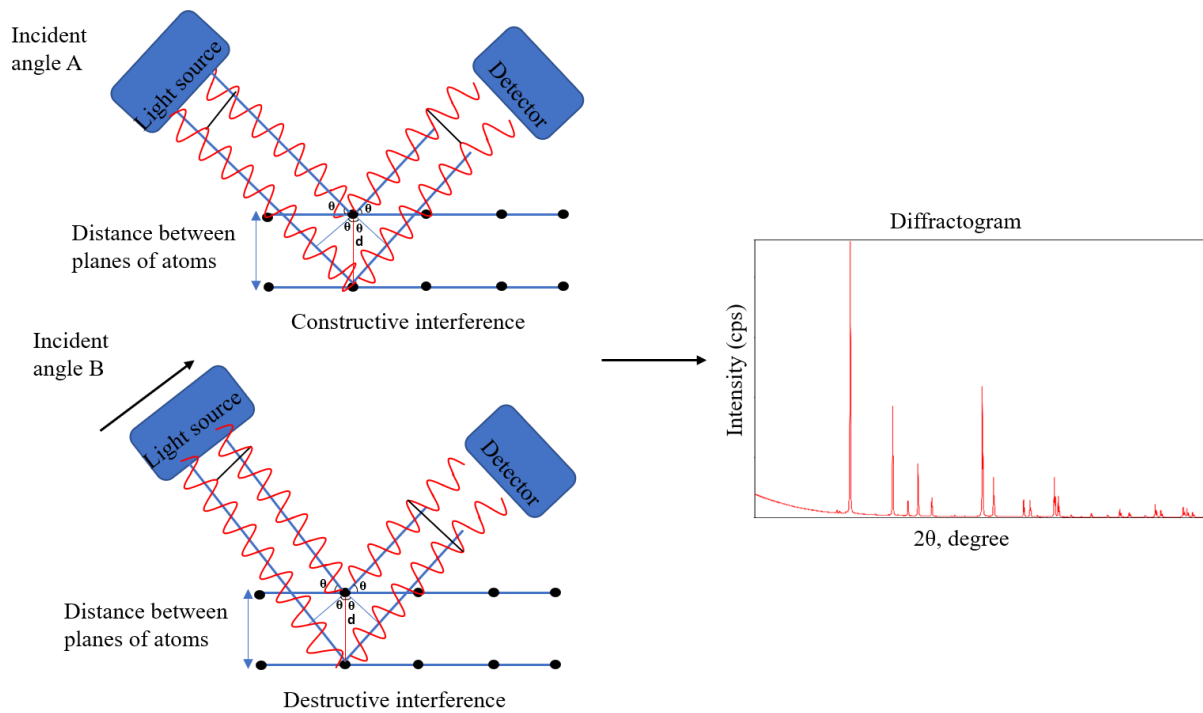 Incident
angle A
Light source
Detector
θ
θ
θ
θ
d
Distance between
planes of atoms
Constructive interference
Incident
angle B
Light source
Detector
θ
θ
θ
θ
d
Distance between
planes of atoms
Destructive interference
Diffractogram
Intensity (cps)
2θ, degree